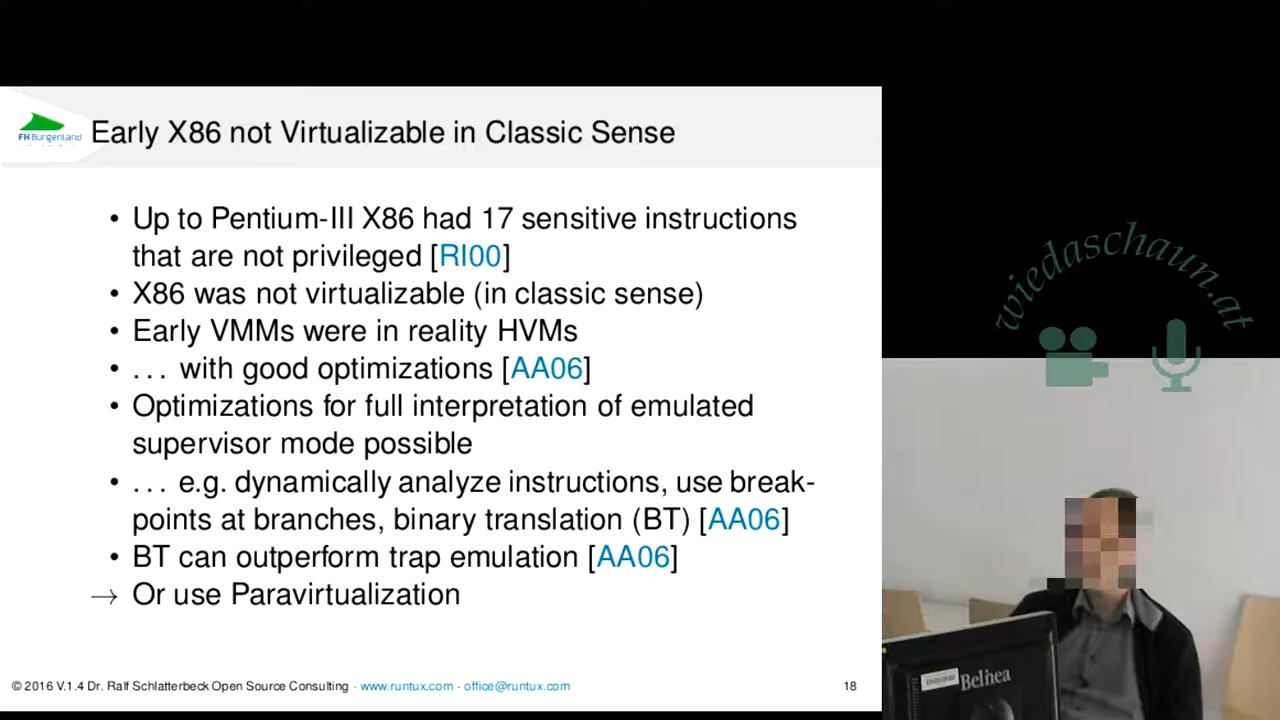 FH Burgenland
Early X86 not Virtualizable in Classic Sense
• Up to Pentium-III X86 had 17 sensitive instructions
that are not privileged [RI00]
• X86 was not virtualizable (in classic sense)
• Early VMMs were in reality HVMs
• . . . with good optimizations [AA06]
• Optimizations for full interpretation of emulated
supervisor mode possible
• . . . e.g. dynamically analyze instructions, use break-
points at branches, binary translation (BT) [AA06]
• BT can outperform trap emulation [AA06]
→ Or use Paravirtualization
© 2016 V.1.4 Dr. Ralf Schlatterbeck Open Source Consulting · www.runtux.com · office@runtux.com
18
wiedaschaun.at
Belinea